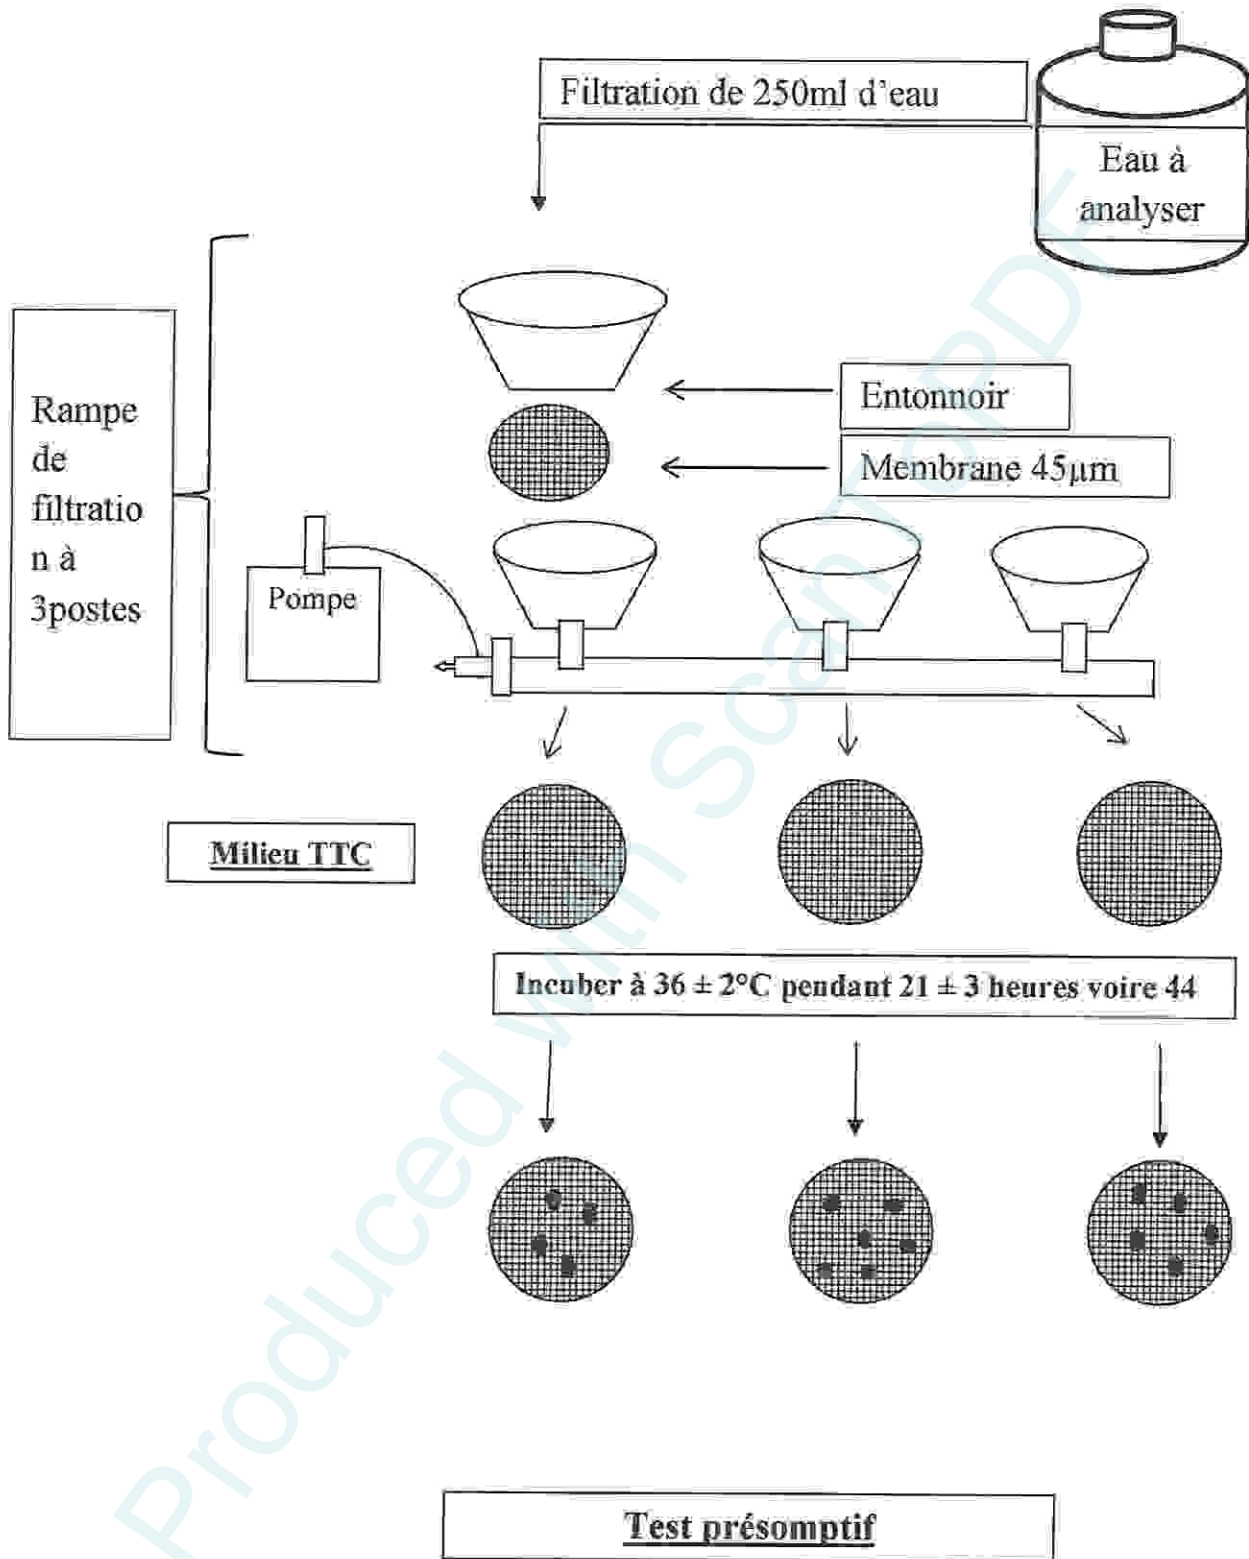 Filtration de 250ml d'eau
Eau à
analyser
Entonnoir
Membrane 45µm
Rampe
de
filtratio
n à
3postes
Pompe
Milieu TTC
Incuber à 36 ± 2°C pendant 21 ± 3 heures voire 44
Test présomptif
Produced with ScanTOPDF